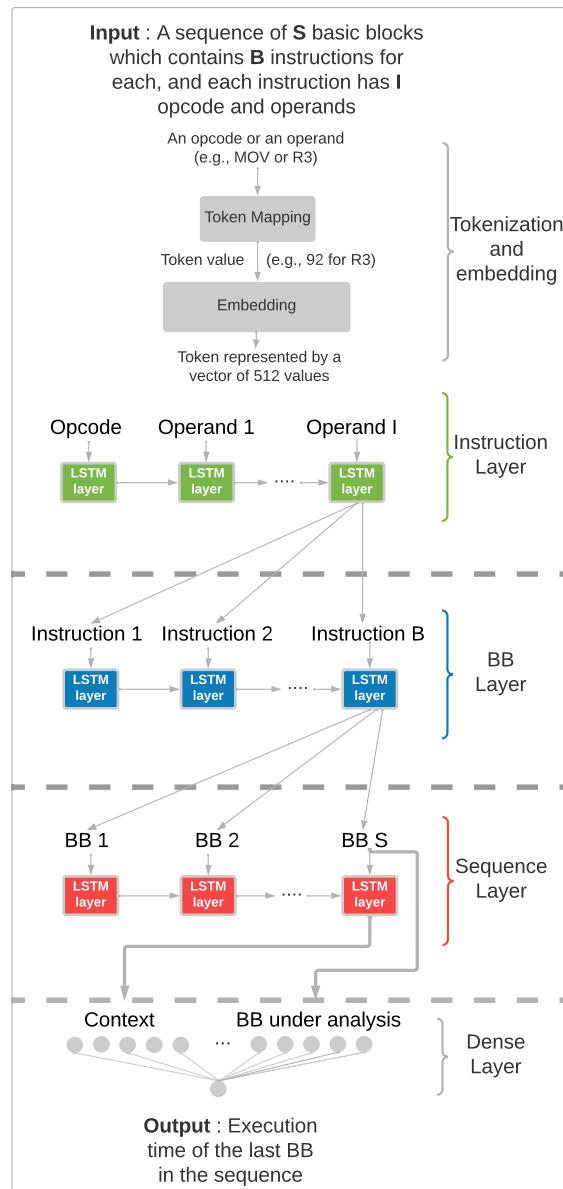 Input : A sequence of S basic blocks
which contains B instructions for
each, and each instruction has I
opcode and operands
An opcode or an operand
(e.g., MOV or R3)
Token Mapping
Token value (e.g., 92 for R3)
Embedding
Token represented by a
vector of 512 values
Tokenization
and
embedding
Opcode Operand 1 Operand I
LSTM layer
LSTM layer
....
LSTM layer
Instruction
Layer
Instruction 1 Instruction 2 Instruction B
LSTM layer
LSTM layer
....
LSTM layer
BB
Layer
BB 1 BB 2 BB S
LSTM layer
LSTM layer
....
LSTM layer
Sequence
Layer
Context BB under analysis
...
Dense
Layer
Output : Execution
time of the last BB
in the sequence